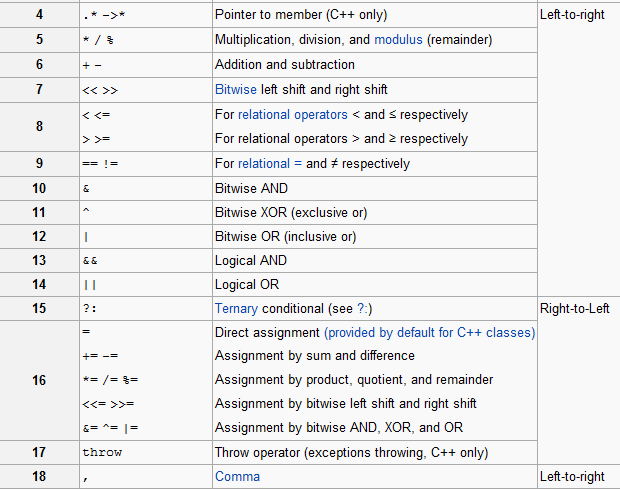 4 .* ->* Pointer to member (C++ only) Left-to-right
5 * / % Multiplication, division, and modulus (remainder)
6 + - Addition and subtraction
7 << >> Bitwise left shift and right shift
8 < <= For relational operators < and ≤ respectively
> >= For relational operators > and ≥ respectively
9 == != For relational = and ≠ respectively
10 & Bitwise AND
11 ^ Bitwise XOR (exclusive or)
12 | Bitwise OR (inclusive or)
13 && Logical AND
14 || Logical OR
15 ?: Ternary conditional (see ?:) Right-to-Left
16 = Direct assignment (provided by default for C++ classes)
+= -= Assignment by sum and difference
*= /= %= Assignment by product, quotient, and remainder
<<= >>= Assignment by bitwise left shift and right shift
&= ^= |= Assignment by bitwise AND, XOR, and OR
17 throw Throw operator (exceptions throwing, C++ only)
18 , Comma Left-to-right